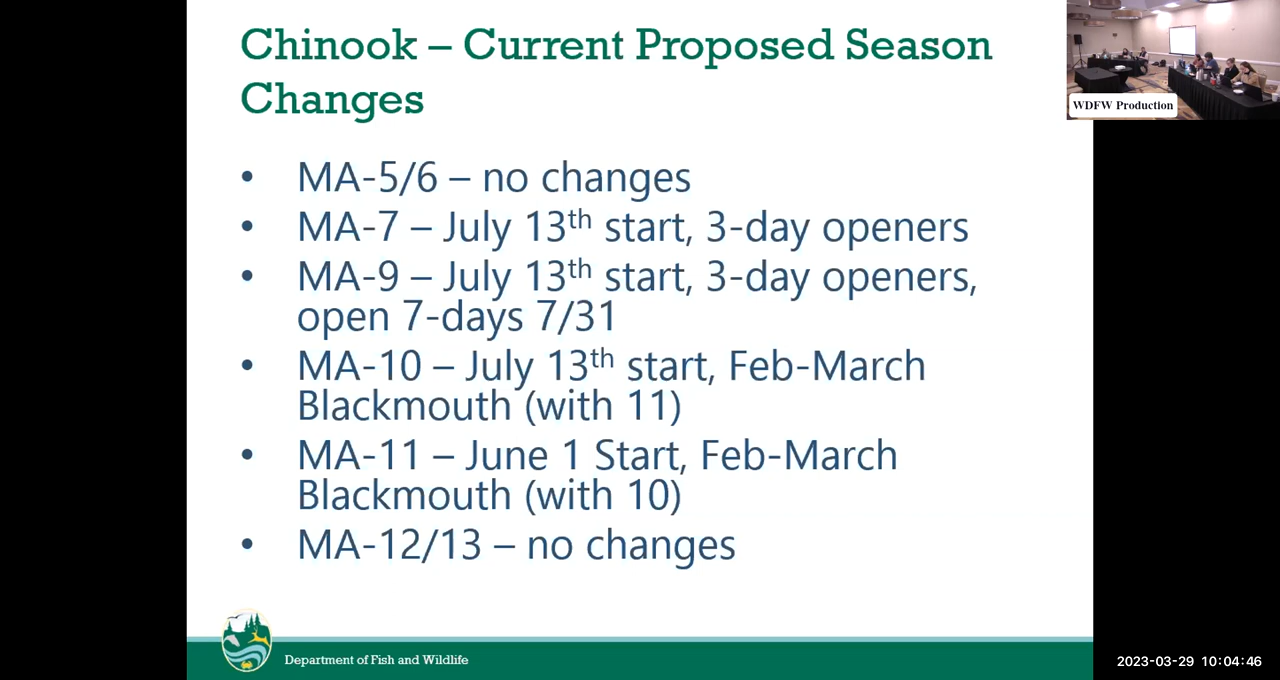 Chinook – Current Proposed Season
Changes
WDFW Production
• MA-5/6 – no changes
• MA-7 – July 13th start, 3-day openers
• MA-9 – July 13th start, 3-day openers,
open 7-days 7/31
• MA-10 – July 13th start, Feb-March
Blackmouth (with 11)
• MA-11 – June 1 Start, Feb-March
Blackmouth (with 10)
• MA-12/13 – no changes
Department of Fish and Wildlife
2023-03-29 10:04:46